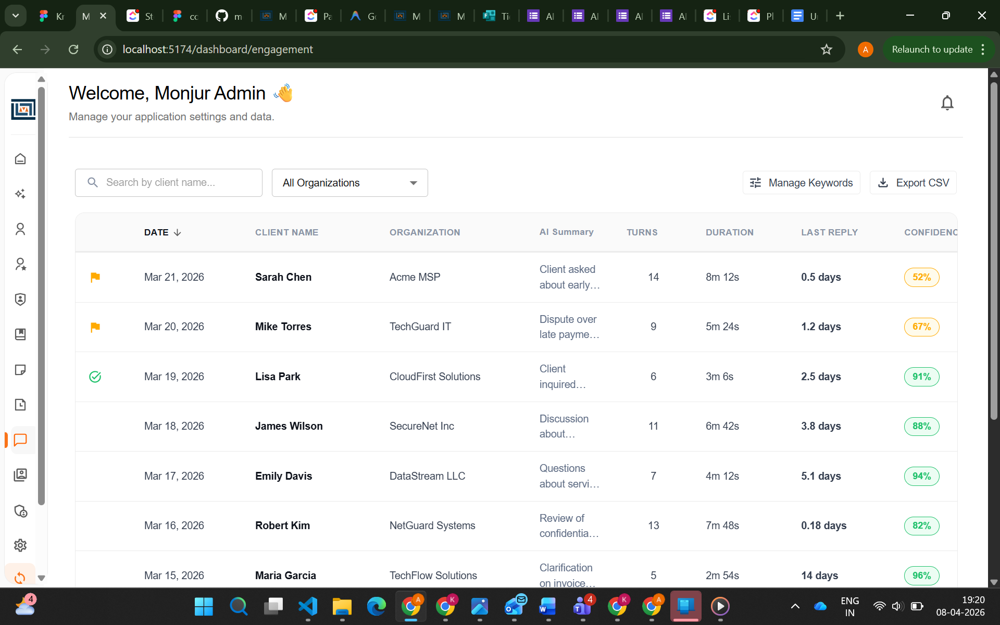 Kr
M
St
cc
m
M
Pa
Gc
M
M
Ti
AI
AI
AI
AI
Li
Pl
U
localhost:5174/dashboard/engagement
A
Relaunch to update
Welcome, Monjur Admin 👋
Manage your application settings and data.
Search by client name...
All Organizations
Manage Keywords
Export CSV
DATE CLIENT NAME ORGANIZATION AI Summary TURNS DURATION LAST REPLY CONFIDENC
Mar 21, 2026 Sarah Chen Acme MSP Client asked about early... 14 8m 12s 0.5 days 52%
Mar 20, 2026 Mike Torres TechGuard IT Dispute over late payme... 9 5m 24s 1.2 days 67%
Mar 19, 2026 Lisa Park CloudFirst Solutions Client inquired... 6 3m 6s 2.5 days 91%
Mar 18, 2026 James Wilson SecureNet Inc Discussion about... 11 6m 42s 3.8 days 88%
Mar 17, 2026 Emily Davis DataStream LLC Questions about servi... 7 4m 12s 5.1 days 94%
Mar 16, 2026 Robert Kim NetGuard Systems Review of confidentia... 13 7m 48s 0.18 days 82%
Mar 15, 2026 Maria Garcia TechFlow Solutions Clarification on invoice... 5 2m 54s 14 days 96%
4
A
K
4
K
A
ENG
IN
19:20
08-04-2026